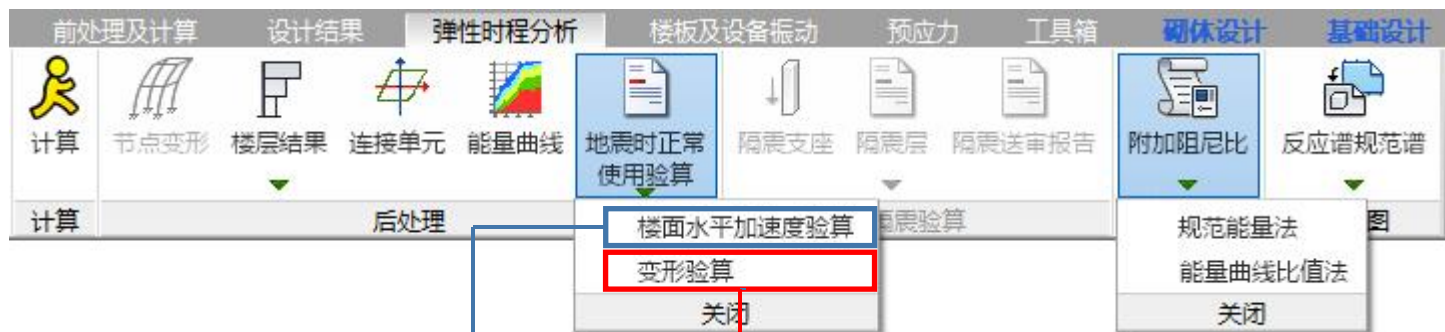 前处理及计算 设计结果 弹性时程分析 楼板及设备振动 预应力 工具箱 砌体设计 基础设计
计算 节点变形 楼层结果 连接单元 能量曲线 地震时正常 隔震支座 隔震层 隔震送审报告 附加阻尼比 反应谱规范谱
使用验算
计算 后处理 震验算 图
楼面水平加速度验算 规范能量法
变形验算 能量曲线比值法
关闭 关闭